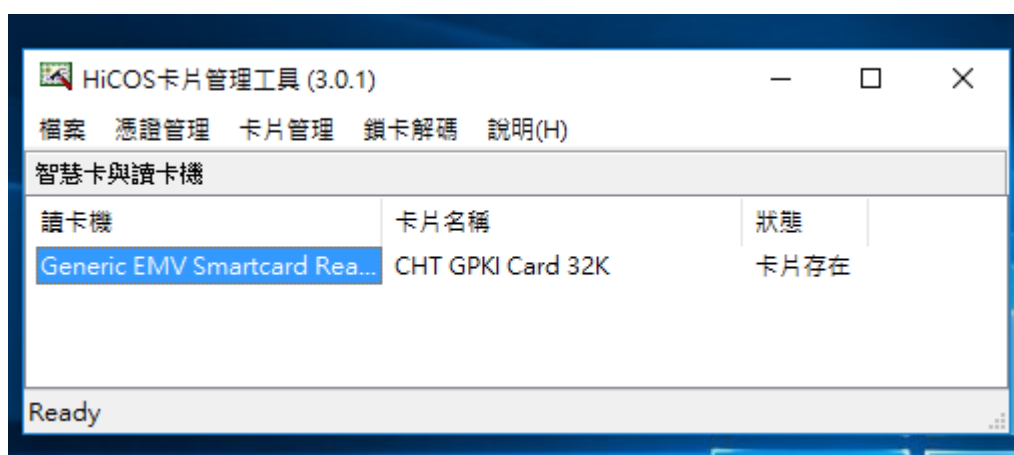 HiCOS卡片管理工具 (3.0.1)
檔案 憑證管理 卡片管理 鎖卡解碼 說明(H)
智慧卡與讀卡機
讀卡機 卡片名稱 狀態
Generic EMV Smartcard Rea... CHT GPKI Card 32K 卡片存在
Ready